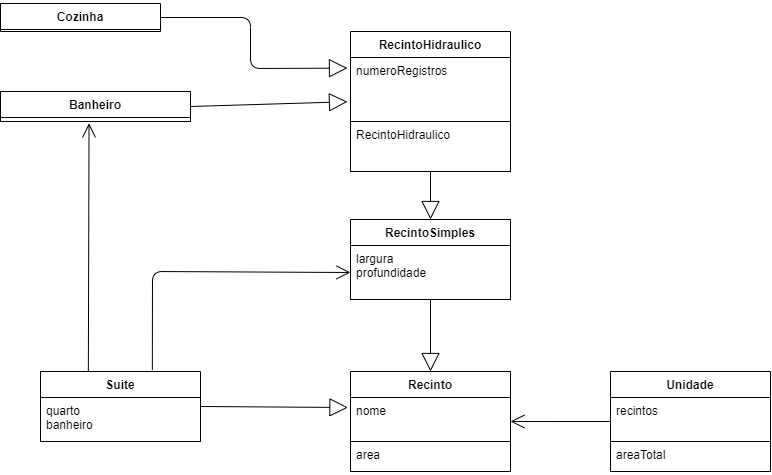 Cozinha
RecintoHidraulico
numeroRegistros
RecintoHidraulico
Banheiro
RecintoSimples
largura
profundidade
Suite
quarto
banheiro
Recinto
nome
area
Unidade
recintos
areaTotal